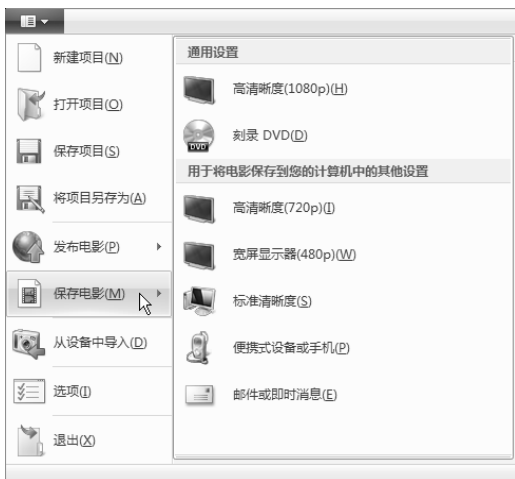 新建项目(N)
打开项目(O)
保存项目(S)
将项目另存为(A)
发布电影(P)
保存电影(M)
从设备中导入(D)
选项(I)
退出(X)
通用设置
高清晰度(1080p)(H)
刻录 DVD(D)
用于将电影保存到您的计算机中的其他设置
高清晰度(720p)(I)
宽屏显示器(480p)(W)
标准清晰度(S)
便携式设备或手机(P)
邮件或即时消息(E)
DVD